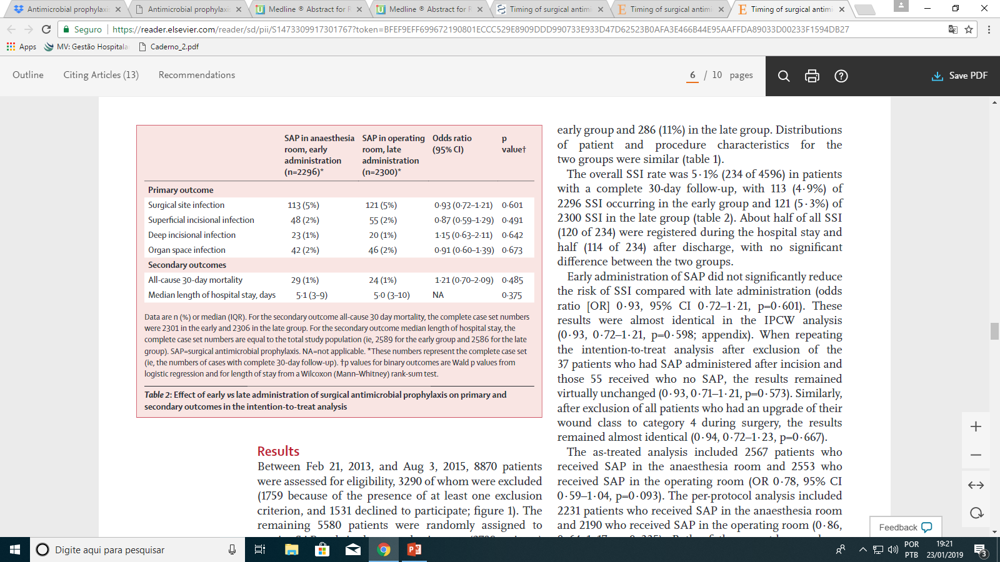 Antimicrobial prophylaxi
Antimicrobial prophylaxi
Medline ® Abstract for R
Medline ® Abstract for R
Timing of surgical antimi
Timing of surgical antimi
Timing of surgical antimi
Seguro | https://reader.elsevier.com/reader/sd/pii/S1473309917301767?token=BFEF9EFF699672190801ECCC529E8909DDD990733E933D47D62523B0AFA3E466B44E95AAFFDA89033D00233F1594DB27
Apps MV: Gestão Hospitala Caderno_2.pdf
Outline Citing Articles (13) Recommendations 6 / 10 pages Save PDF
SAP in anaesthesia room, early administration (n=2296)* SAP in operating room, late administration (n=2300)* Odds ratio (95% CI) p value†
Primary outcome
Surgical site infection 113 (5%) 121 (5%) 0·93 (0·72–1·21) 0·601
Superficial incisional infection 48 (2%) 55 (2%) 0·87 (0·59–1·29) 0·491
Deep incisional infection 23 (1%) 20 (1%) 1·15 (0·63–2·11) 0·642
Organ space infection 42 (2%) 46 (2%) 0·91 (0·60–1·39) 0·673
Secondary outcomes
All-cause 30-day mortality 29 (1%) 24 (1%) 1·21 (0·70–2·09) 0·485
Median length of hospital stay, days 5·1 (3–9) 5·0 (3–10) NA 0·375
Data are n (%) or median (IQR). For the secondary outcome all-cause 30 day mortality, the complete case set numbers
were 2301 in the early and 2306 in the late group. For the secondary outcome median length of hospital stay, the
complete case set numbers are equal to the total study population (ie, 2589 for the early group and 2586 for the late
group). SAP=surgical antimicrobial prophylaxis. NA=not applicable. *These numbers represent the complete case set
(ie, the numbers of cases with complete 30-day follow-up). †p values for binary outcomes are Wald p values from
logistic regression and for length of stay from a Wilcoxon (Mann–Whitney) rank-sum test.
Table 2: Effect of early vs late administration of surgical antimicrobial prophylaxis on primary and
secondary outcomes in the intention-to-treat analysis
Results
Between Feb 21, 2013, and Aug 3, 2015, 8870 patients
were assessed for eligibility, 3290 of whom were excluded
(1759 because of the presence of at least one exclusion
criterion, and 1531 declined to participate; figure 1). The
remaining 5580 patients were randomly assigned to
early group and 286 (11%) in the late group. Distributions
of patient and procedure characteristics for the
two groups were similar (table 1).
The overall SSI rate was 5·1% (234 of 4596) in patients
with a complete 30-day follow-up, with 113 (4·9%) of
2296 SSI occurring in the early group and 121 (5·3%) of
2300 SSI in the late group (table 2). About half of all SSI
(120 of 234) were registered during the hospital stay and
half (114 of 234) after discharge, with no significant
difference between the two groups.
Early administration of SAP did not significantly reduce
the risk of SSI compared with late administration (odds
ratio [OR] 0·93, 95% CI 0·72–1·21, p=0·601). These
results were almost identical in the IPCW analysis
(0·93, 0·72–1·21, p=0·598; appendix). When repeating
the intention-to-treat analysis after exclusion of the
37 patients who had SAP administered after incision and
those 55 received who no SAP, the results remained
virtually unchanged (0·93, 0·71–1·21, p=0·573). Similarly,
after exclusion of all patients who had an upgrade of their
wound class to category 4 during surgery, the results
remained almost identical (0·94, 0·72–1·23, p=0·667).
The as-treated analysis included 2567 patients who
received SAP in the anaesthesia room and 2553 who
received SAP in the operating room (OR 0·78, 95% CI
0·59–1·04, p=0·093). The per-protocol analysis included
2231 patients who received SAP in the anaesthesia room
and 2190 who received SAP in the operating room (0·86,
Feedback
Digite aqui para pesquisar
POR
PTB
19:21
23/01/2019
3